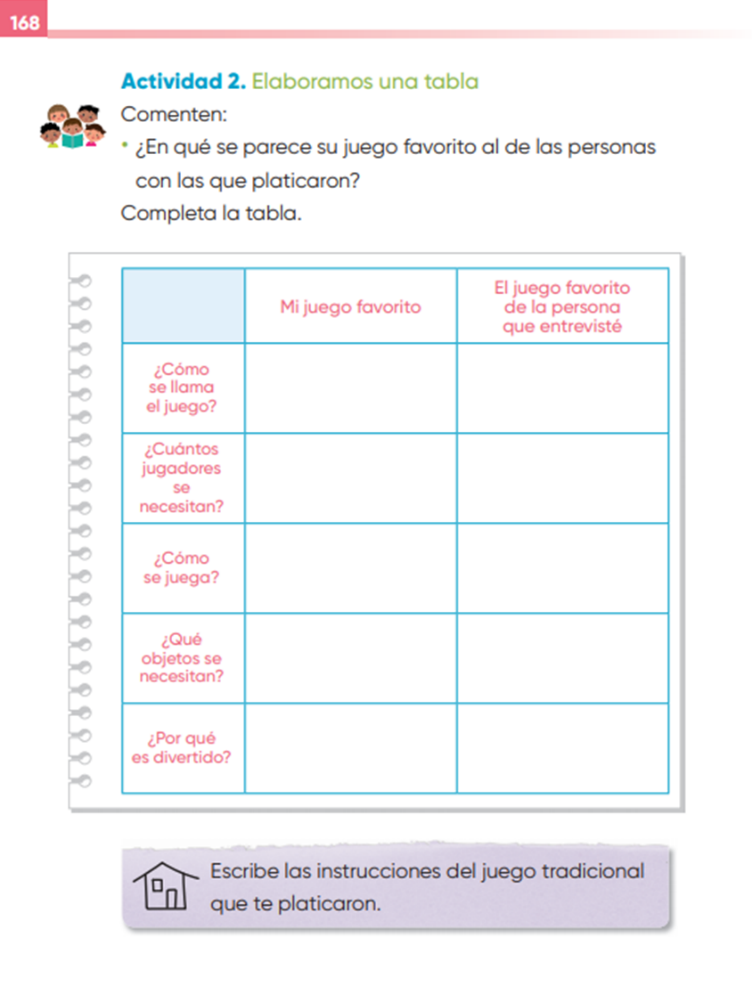 168
Actividad 2. Elaboramos una tabla
Comenten:
• ¿En qué se parece su juego favorito al de las personas
con las que platicaron?
Completa la tabla.
Mi juego favorito
El juego favorito
de la persona
que entrevisté
¿Cómo
se llama
el juego?
¿Cuántos
jugadores
se
necesitan?
¿Cómo
se juega?
¿Qué
objetos se
necesitan?
¿Por qué
es divertido?
Escribe las instrucciones del juego tradicional
que te platicaron.